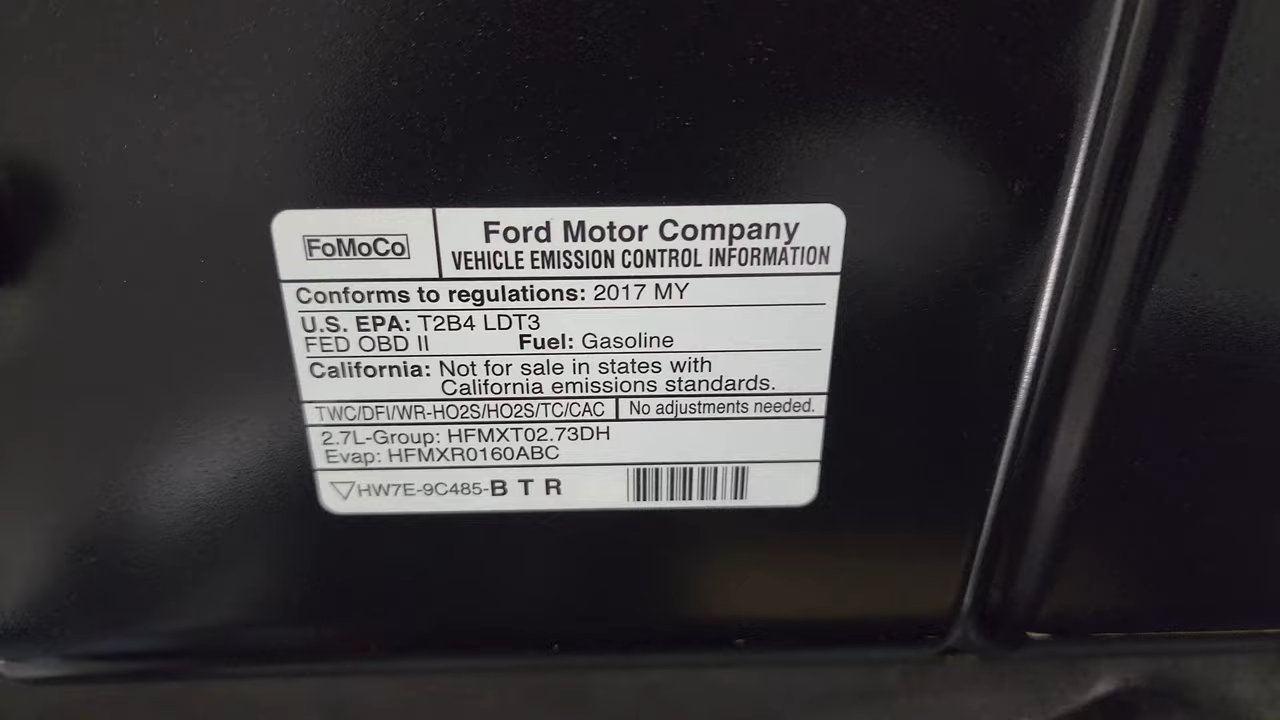 FoMoCo
Ford Motor Company
VEHICLE EMISSION CONTROL INFORMATION
Conforms to regulations: 2017 MY
U.S. EPA: T2B4 LDT3
FED OBD II Fuel: Gasoline
California: Not for sale in states with
California emissions standards.
TWC/DFI/WR-HO2S/HO2S/TC/CAC No adjustments needed.
2.7L-Group: HFMXT02.73DH
Evap: HFMXR0160ABC
HW7E-9C485-B T R